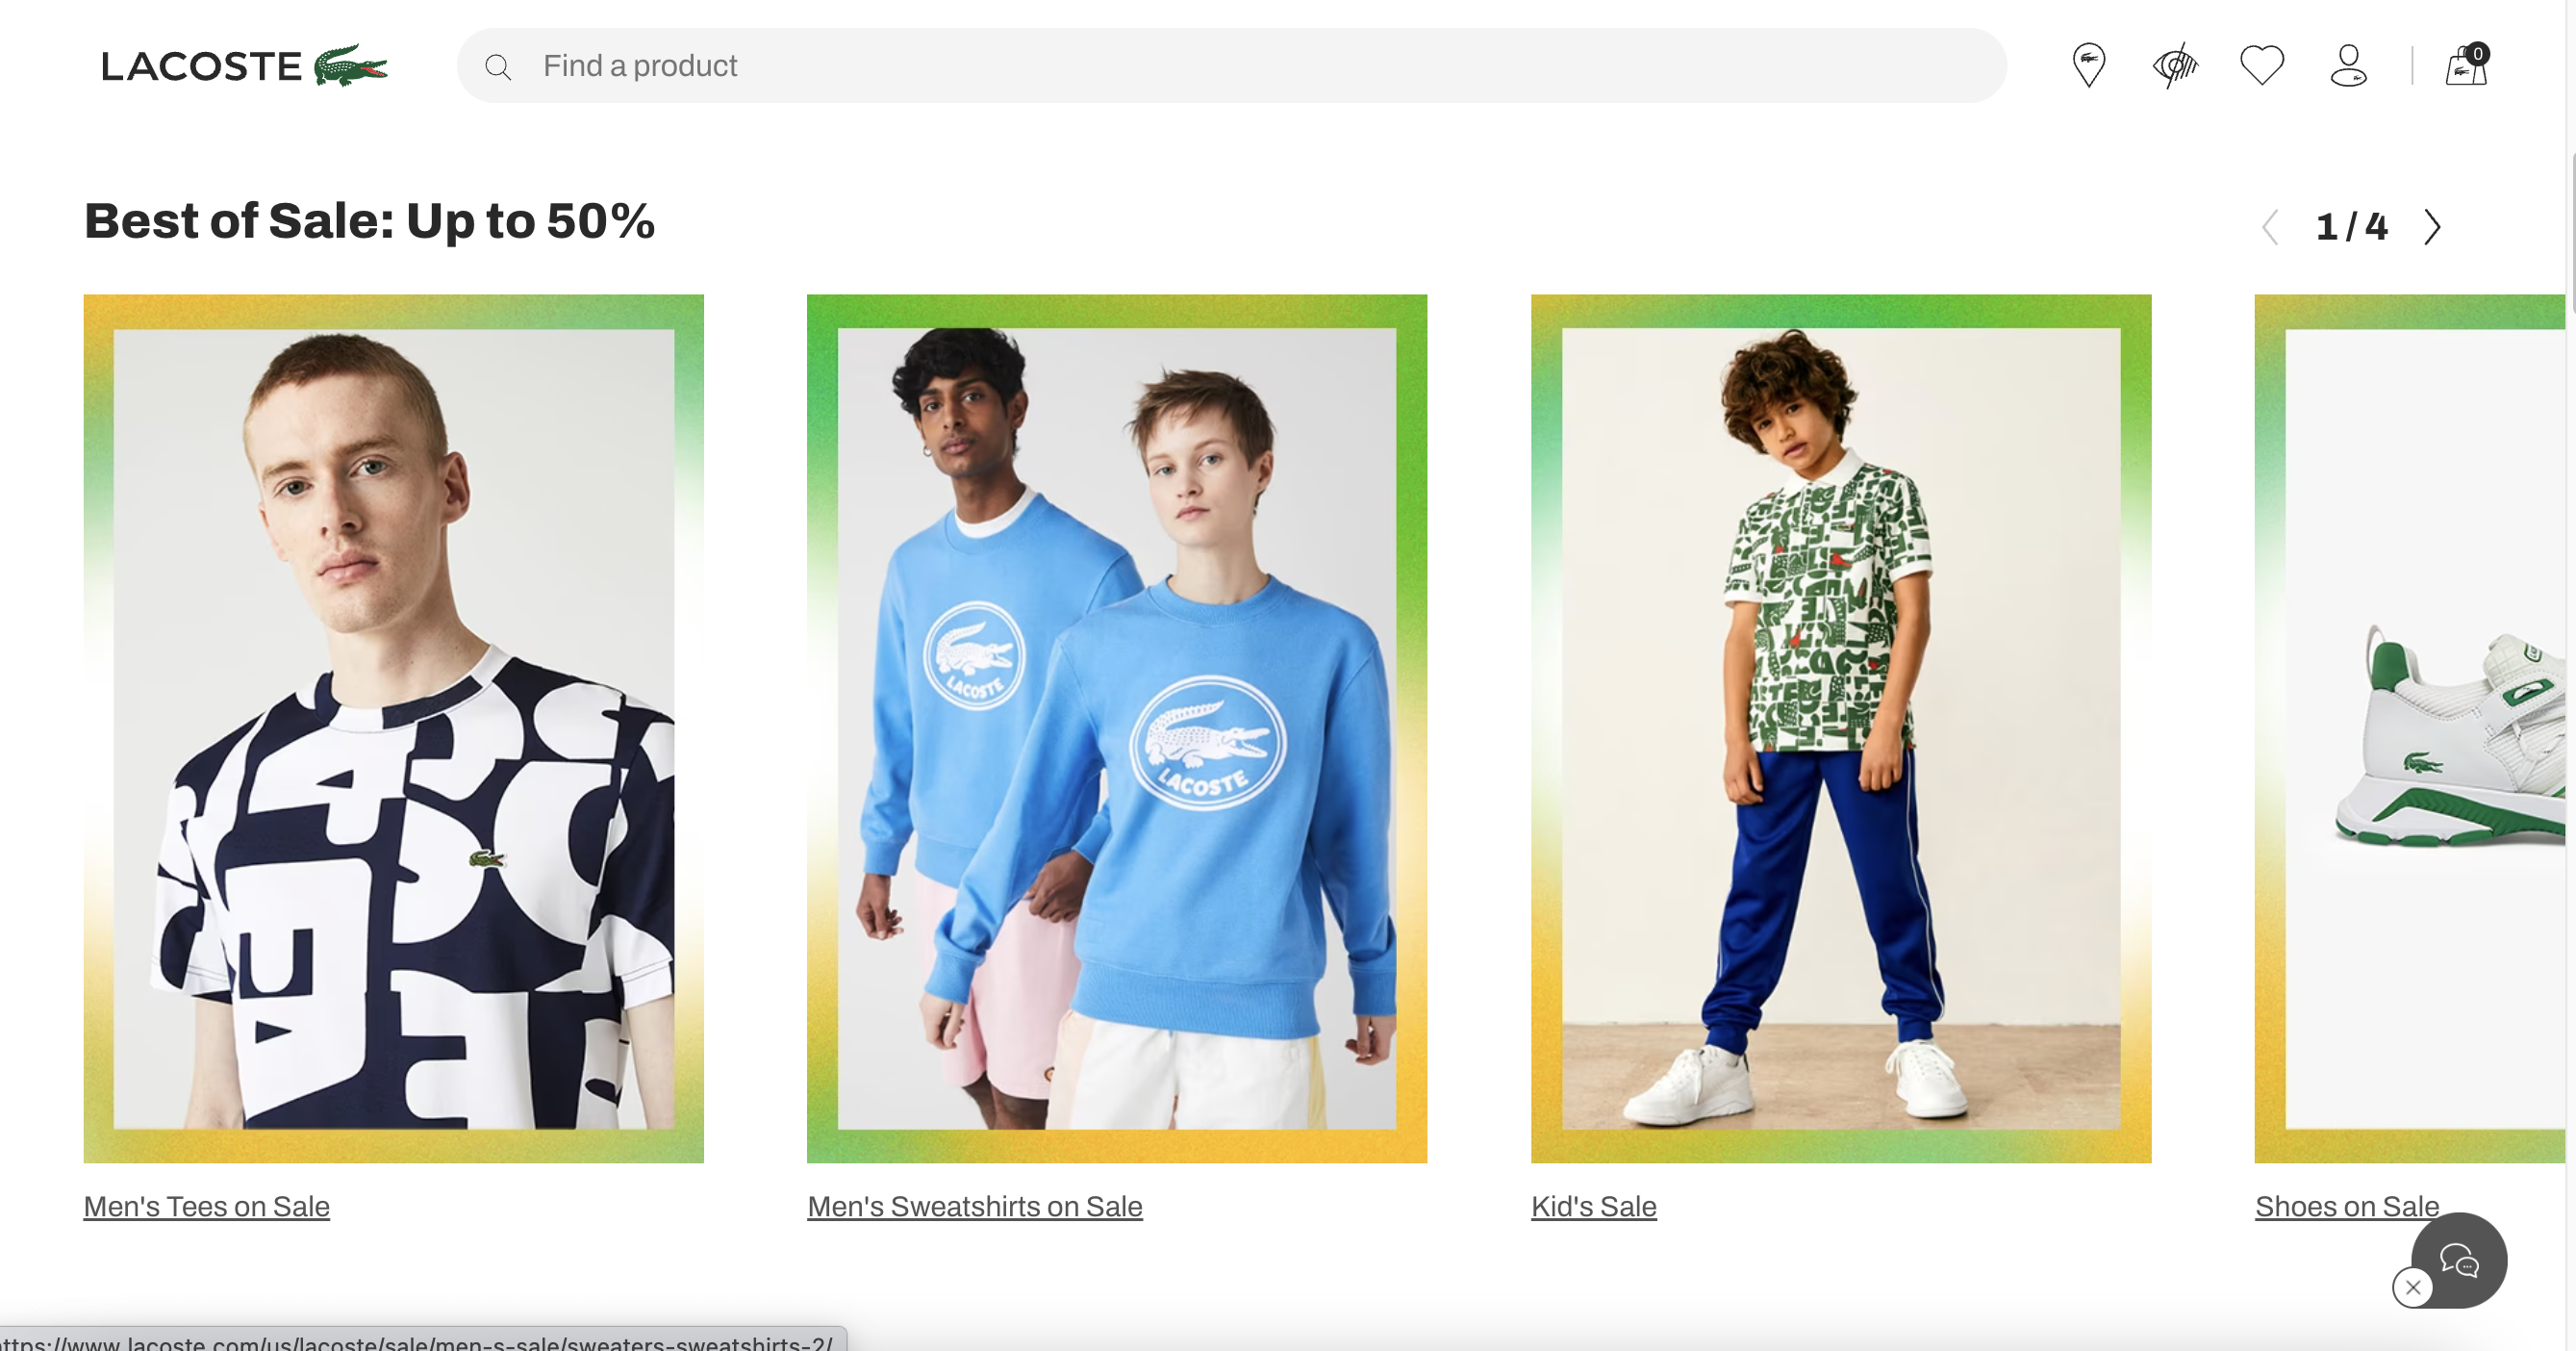 LACOSTE
Find a product
0
Best of Sale: Up to 50%
1 / 4
LACOSTE
LACOSTE
Men's Tees on Sale
Men's Sweatshirts on Sale
Kid's Sale
Shoes on Sale
ttps://www.lacoste.com/us/lacoste/sale/men-s-sale/sweaters-sweatshirts-2/